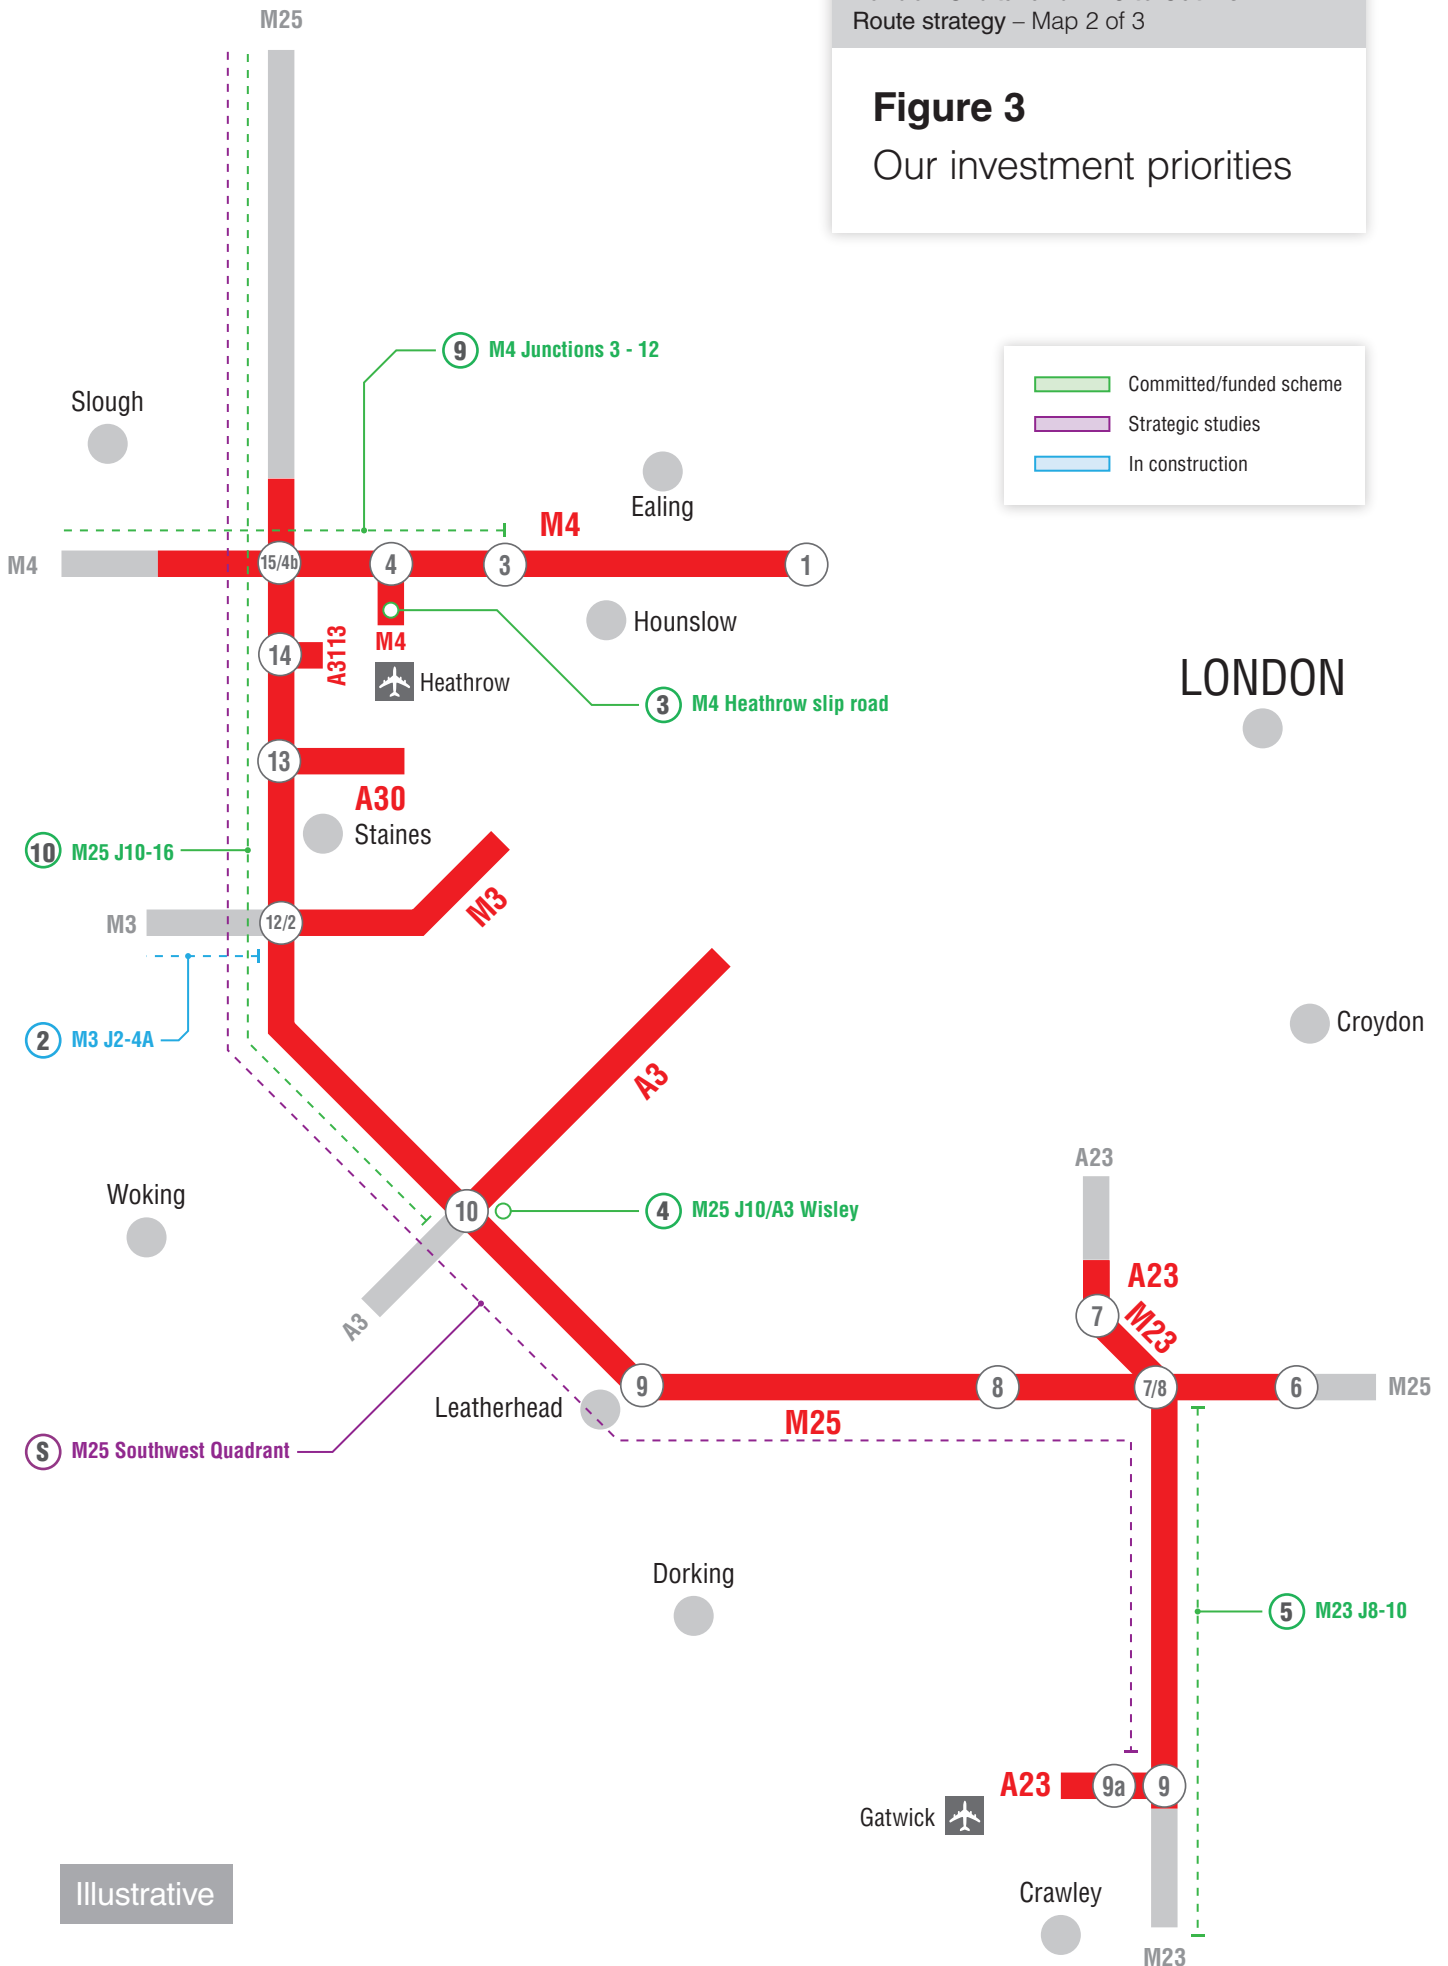 M25
Route strategy – Map 2 of 3
Figure 3
Our investment priorities
9 M4 Junctions 3 - 12
Committed/funded scheme
Strategic studies
In construction
Slough
Ealing
M4
M4
15/4b
4
3
1
Hounslow
14
A3113
M4
Heathrow
3 M4 Heathrow slip road
LONDON
13
A30
Staines
10 M25 J10-16
M3
12/2
M3
2 M3 J2-4A
Croydon
A3
A23
Woking
10
4 M25 J10/A3 Wisley
A3
A23
7
M23
Leatherhead
9
8
7/8
6
M25
M25
S M25 Southwest Quadrant
Dorking
5 M23 J8-10
A23
9a
9
Gatwick
Illustrative
Crawley
M23